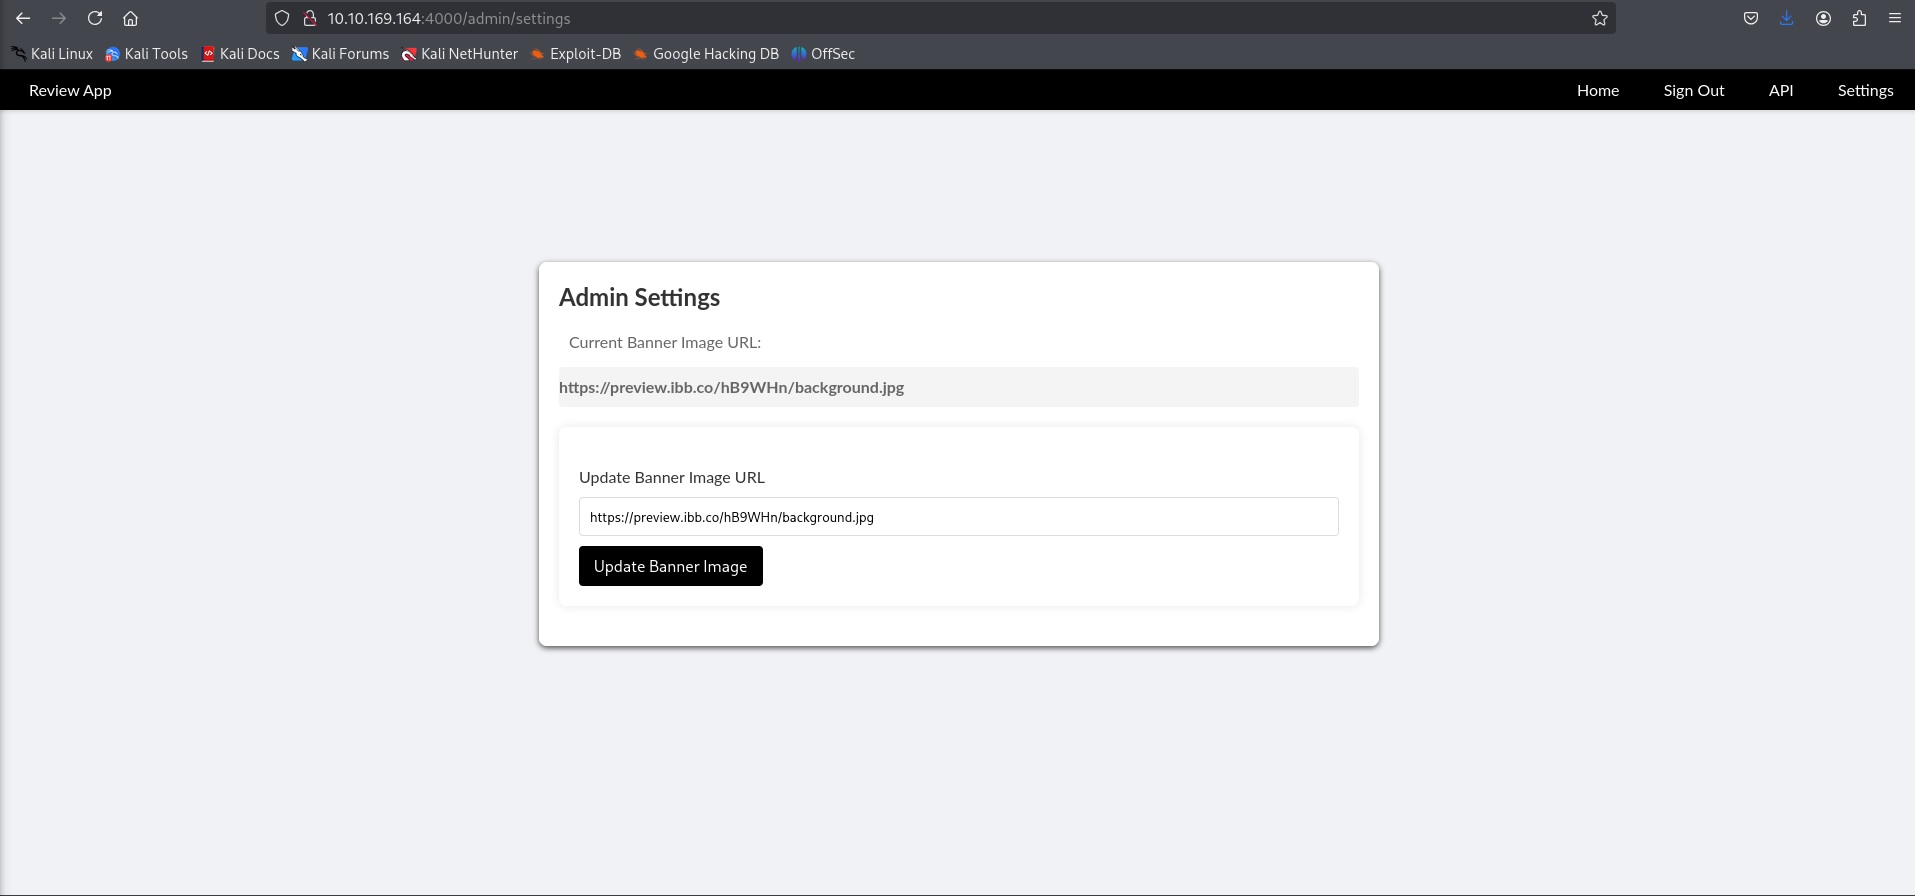 10.10.169.164:4000/admin/settings
Kali Linux Kali Tools Kali Docs Kali Forums Kali NetHunter Exploit-DB Google Hacking DB OffSec
Review App Home Sign Out API Settings
Admin Settings
Current Banner Image URL:
https://preview.ibb.co/hB9WHn/background.jpg
Update Banner Image URL
https://preview.ibb.co/hB9WHn/background.jpg
Update Banner Image